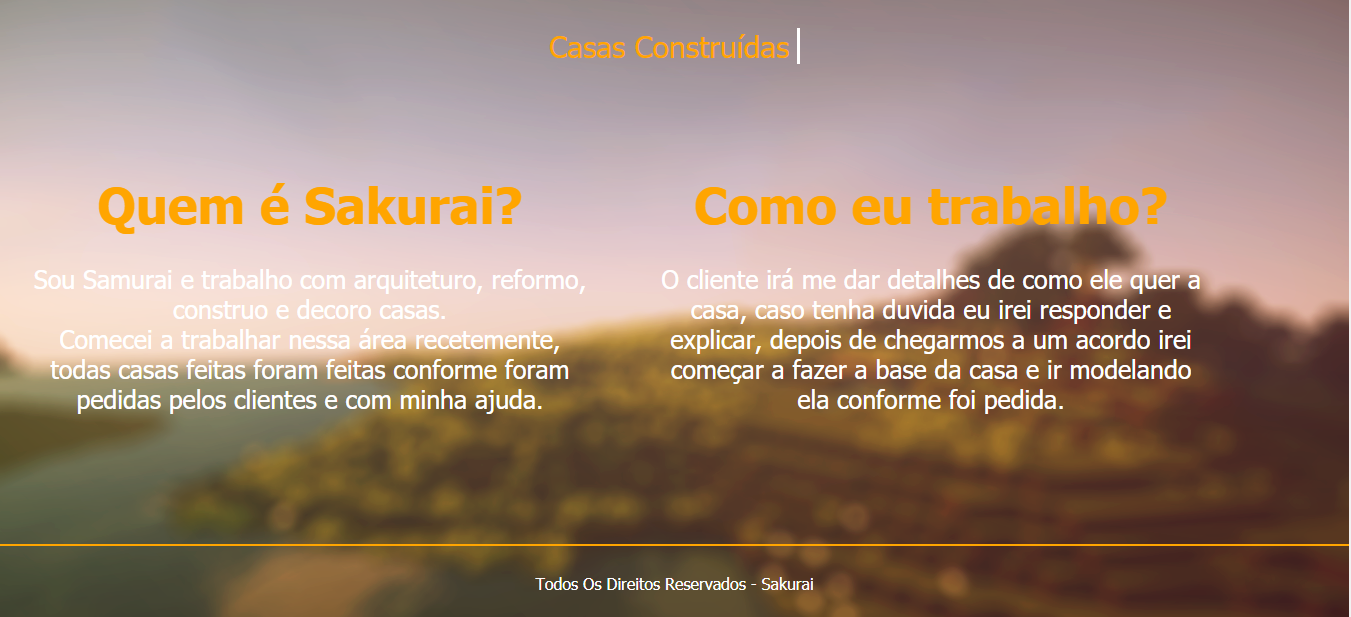 Casas Construídas
Quem é Sakurai?
Sou Samurai e trabalho com arquiteturo, reformo,
construo e decoro casas.
Comecei a trabalhar nessa área recetemente,
todas casas feitas foram feitas conforme foram
pedidas pelos clientes e com minha ajuda.
Como eu trabalho?
O cliente irá me dar detalhes de como ele quer a
casa, caso tenha duvida eu irei responder e
explicar, depois de chegarmos a um acordo irei
começar a fazer a base da casa e ir modelando
ela conforme foi pedida.
Todos Os Direitos Reservados - Sakurai